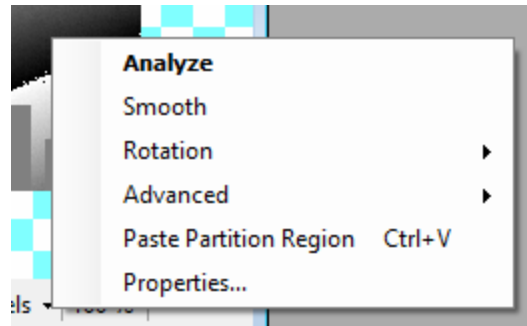 Analyze
Smooth
Rotation
Advanced
Paste Partition Region Ctrl+V
Properties...